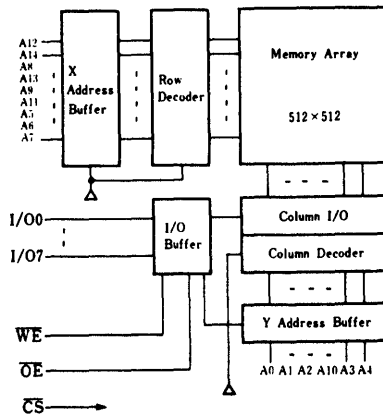 A12
A14
A8
A13
A9
A11
A5
A6
A7
X
Address
Buffer
Row
Decoder
Memory Array
512×512
I/O0
I/O7
I/O
Buffer
Column I/O
Column Decoder
Y Address Buffer
A0 A1 A2 A10 A3 A4
WE
OE
CS